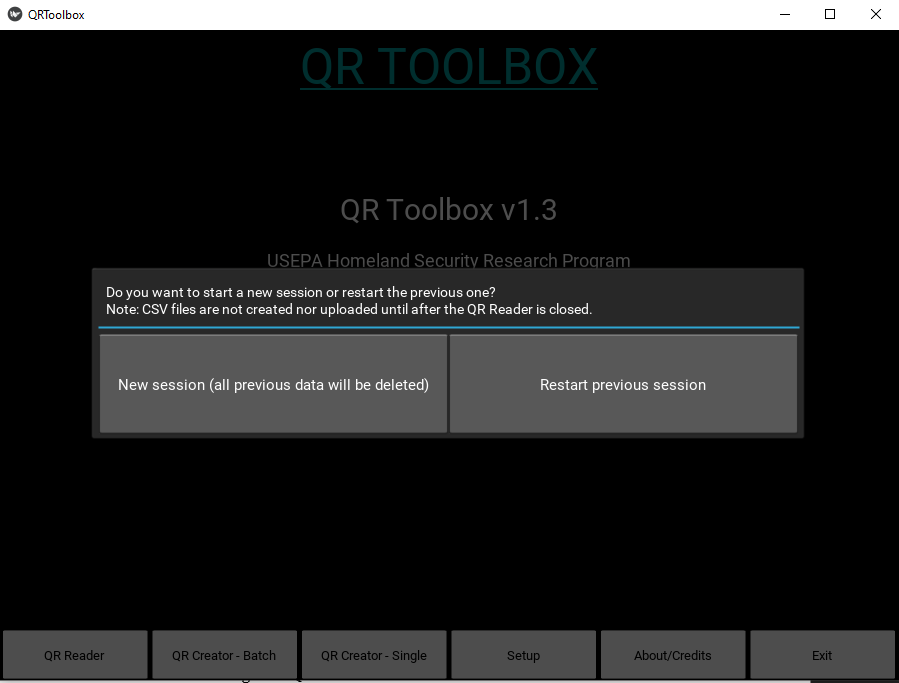 QRToolbox
QR TOOLBOX
QR Toolbox v1.3
USEPA Homeland Security Research Program
Do you want to start a new session or restart the previous one?
Note: CSV files are not created nor uploaded until after the QR Reader is closed.
New session (all previous data will be deleted)
Restart previous session
QR Reader
QR Creator - Batch
QR Creator - Single
Setup
About/Credits
Exit